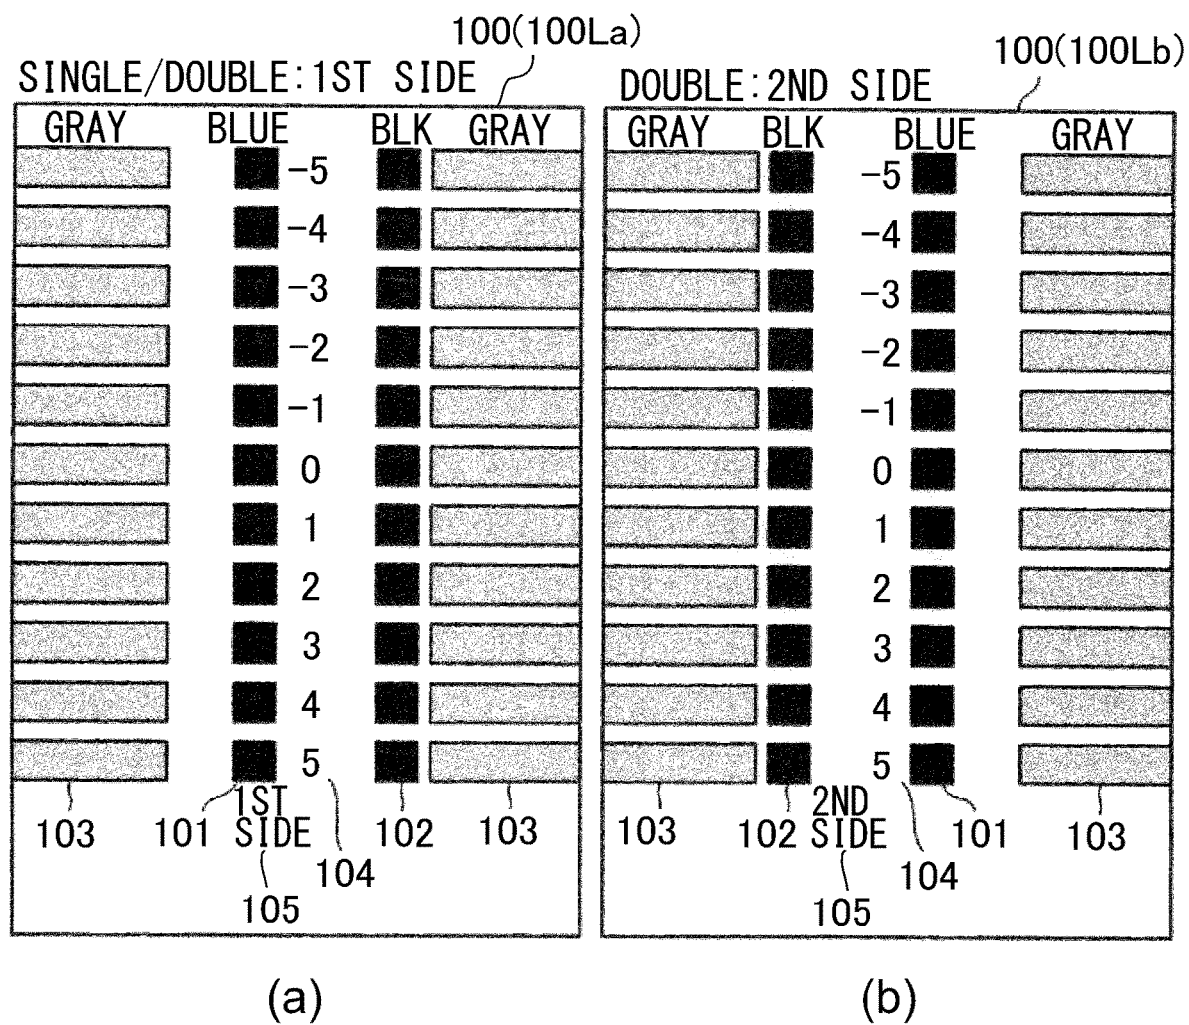 100(100La)
SINGLE/DOUBLE:1ST SIDE
GRAY BLUE BLK GRAY
-5
-4
-3
-2
-1
0
1
2
3
4
5
1ST
SIDE
103 101 102 103
104
105
(a)
100(100Lb)
DOUBLE:2ND SIDE
GRAY BLK BLUE GRAY
-5
-4
-3
-2
-1
0
1
2
3
4
5
2ND
SIDE
103 102 101 103
104
105
(b)